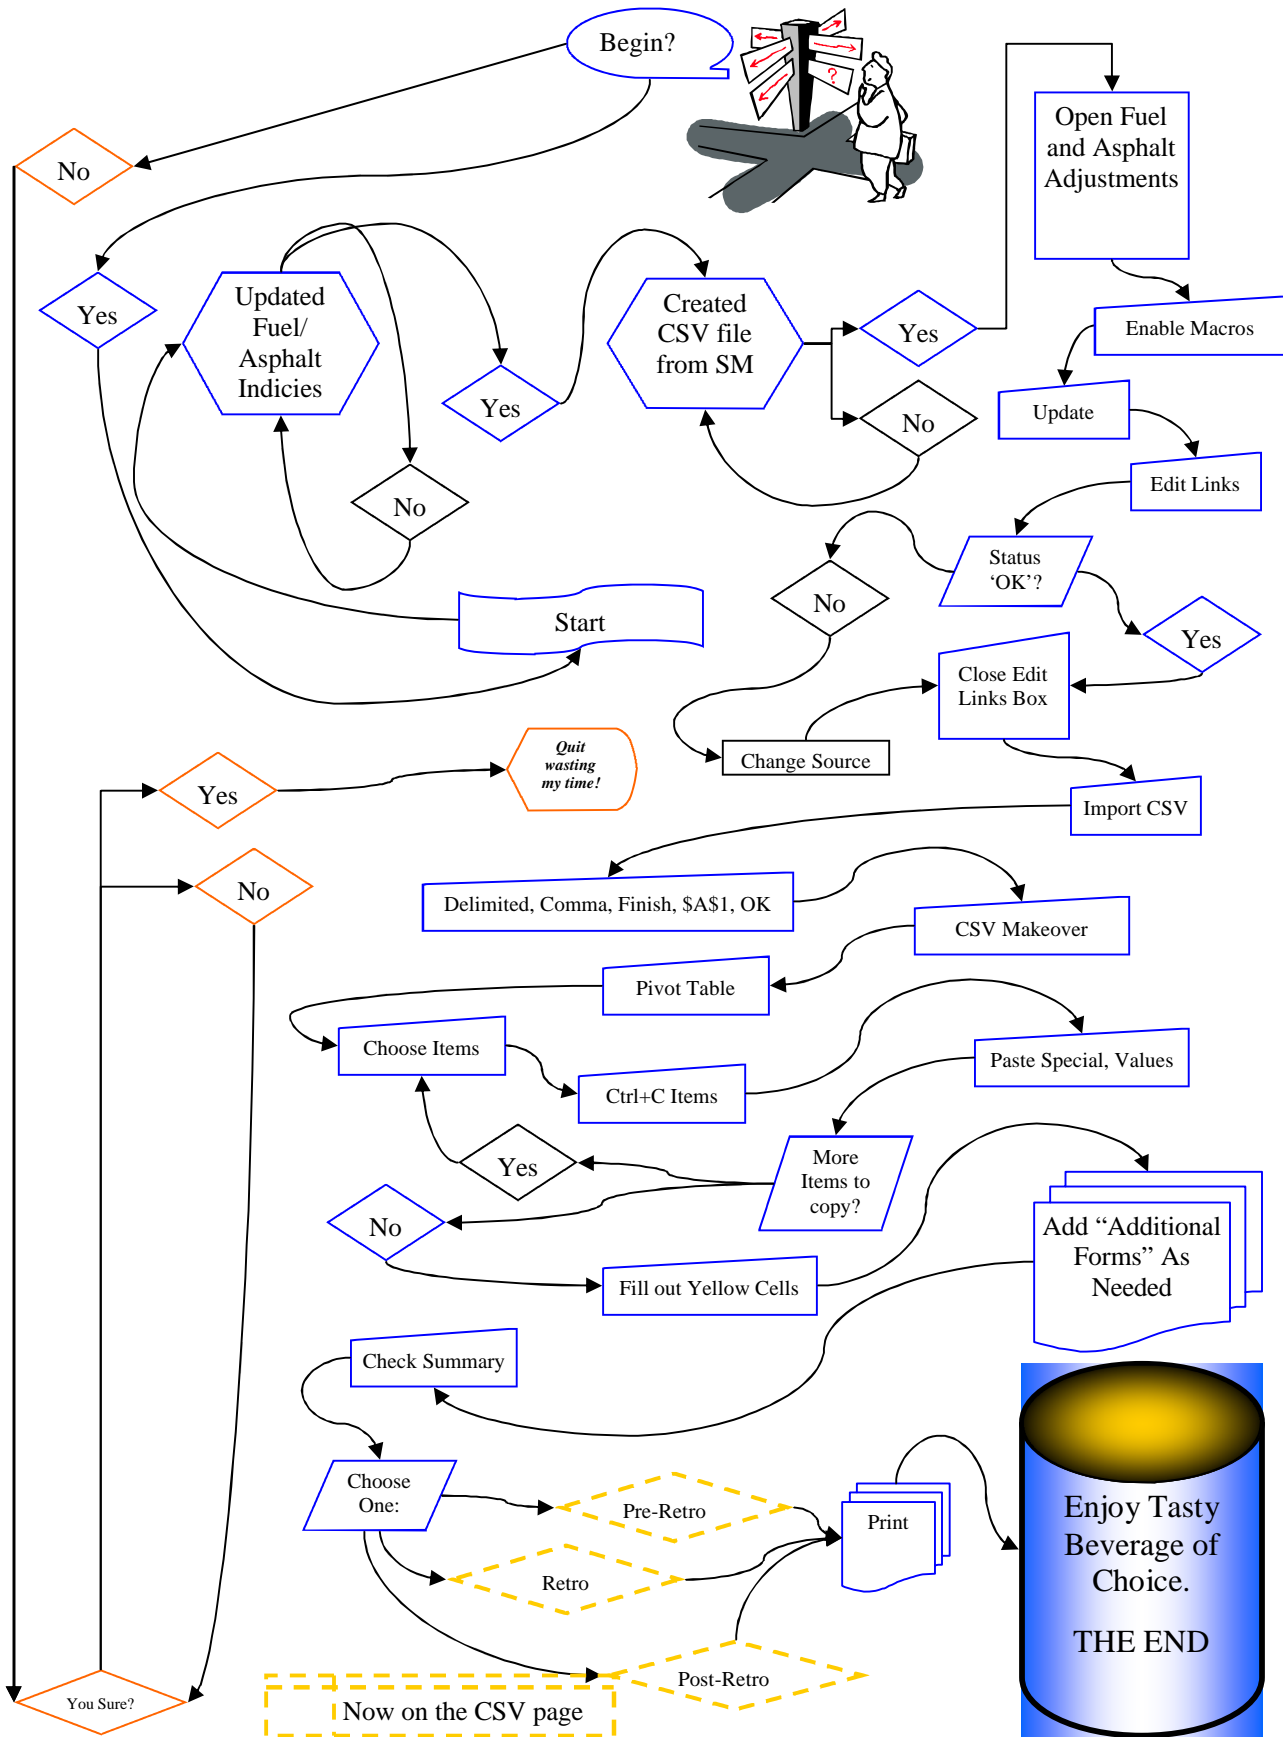 Begin?
?
No
Open Fuel
and Asphalt
Adjustments
Yes
Updated
Fuel/
Asphalt
Indicies
Yes
Created
CSV file
from SM
Yes
Enable Macros
No
Update
No
Edit Links
Status
‘OK’?
No
Start
Yes
Close Edit
Links Box
Change Source
Quit
wasting
my time!
Yes
Import CSV
No
Delimited, Comma, Finish, $A$1, OK
CSV Makeover
Pivot Table
Choose Items
Paste Special, Values
Ctrl+C Items
Yes
More
Items to
copy?
No
Add “Additional
Forms” As
Needed
Fill out Yellow Cells
Check Summary
Choose
One:
Pre-Retro
Print
Retro
Enjoy Tasty
Beverage of
Choice.
THE END
Post-Retro
You Sure?
Now on the CSV page